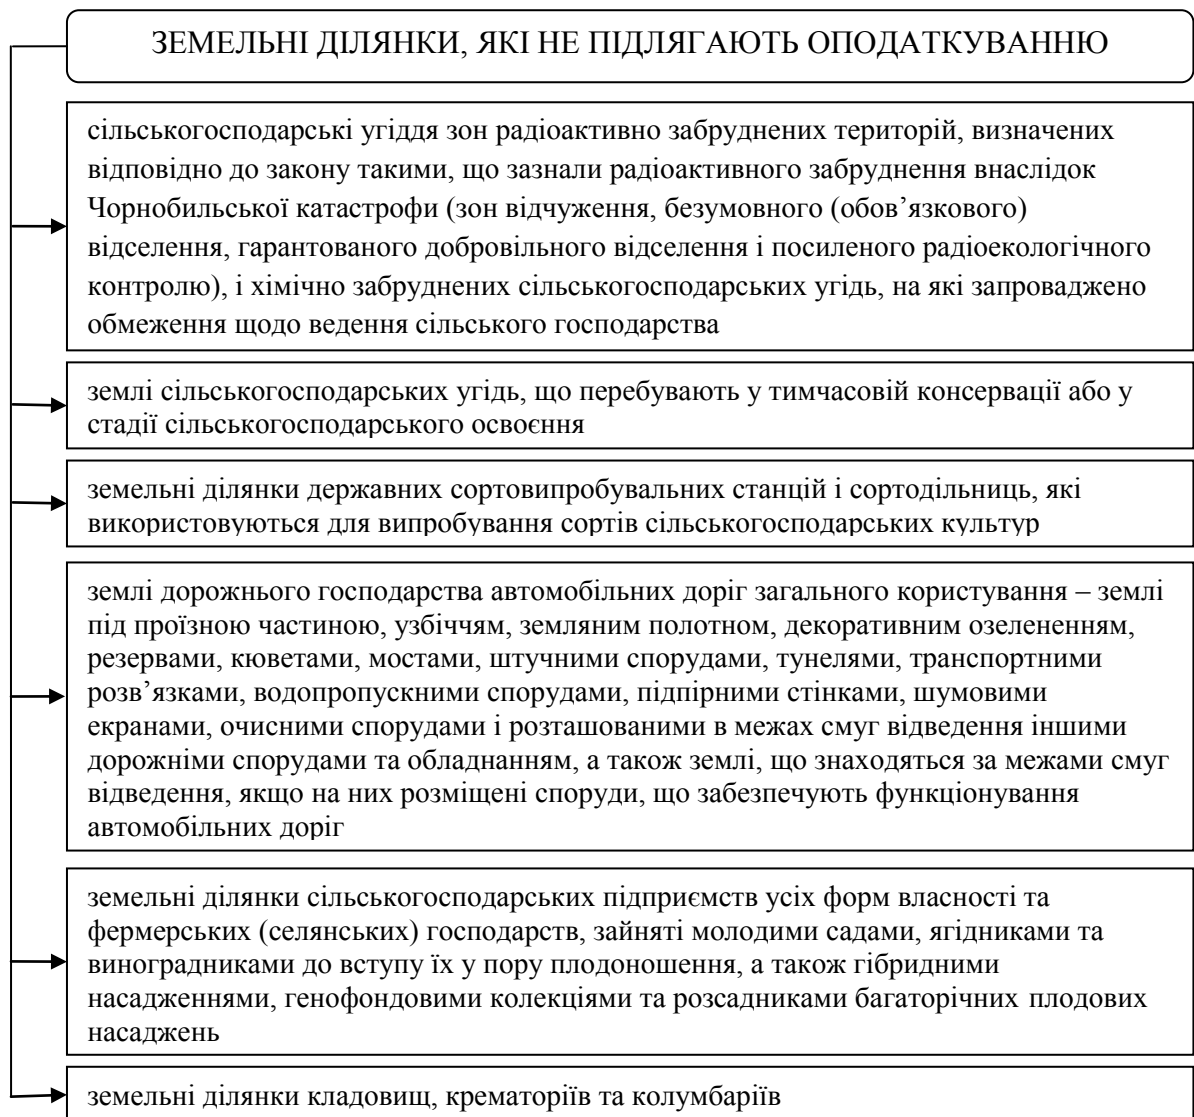 ЗЕМЕЛЬНІ ДІЛЯНКИ, ЯКІ НЕ ПІДЛЯГАЮТЬ ОПОДАТКУВАННЮ
сільськогосподарські угіддя зон радіоактивно забруднених територій, визначених
відповідно до закону такими, що зазнали радіоактивного забруднення внаслідок
Чорнобильської катастрофи (зон відчуження, безумовного (обов’язкового)
відселення, гарантованого добровільного відселення і посиленого радіоекологічного
контролю), і хімічно забруднених сільськогосподарських угідь, на які запроваджено
обмеження щодо ведення сільського господарства
землі сільськогосподарських угідь, що перебувають у тимчасовій консервації або у
стадії сільськогосподарського освоєння
земельні ділянки державних сортовипробувальних станцій і сортодільниць, які
використовуються для випробування сортів сільськогосподарських культур
землі дорожнього господарства автомобільних доріг загального користування – землі
під проїзною частиною, узбіччям, земляним полотном, декоративним озелененням,
резервами, кюветами, мостами, штучними спорудами, тунелями, транспортними
розв’язками, водопропускними спорудами, підпірними стінками, шумовими
екранами, очисними спорудами і розташованими в межах смуг відведення іншими
дорожніми спорудами та обладнанням, а також землі, що знаходяться за межами смуг
відведення, якщо на них розміщені споруди, що забезпечують функціонування
автомобільних доріг
земельні ділянки сільськогосподарських підприємств усіх форм власності та
фермерських (селянських) господарств, зайняті молодими садами, ягідниками та
виноградниками до вступу їх у пору плодоношення, а також гібридними
насадженнями, генофондовими колекціями та розсадниками багаторічних плодових
насаджень
земельні ділянки кладовищ, крематоріїв та колумбаріїв